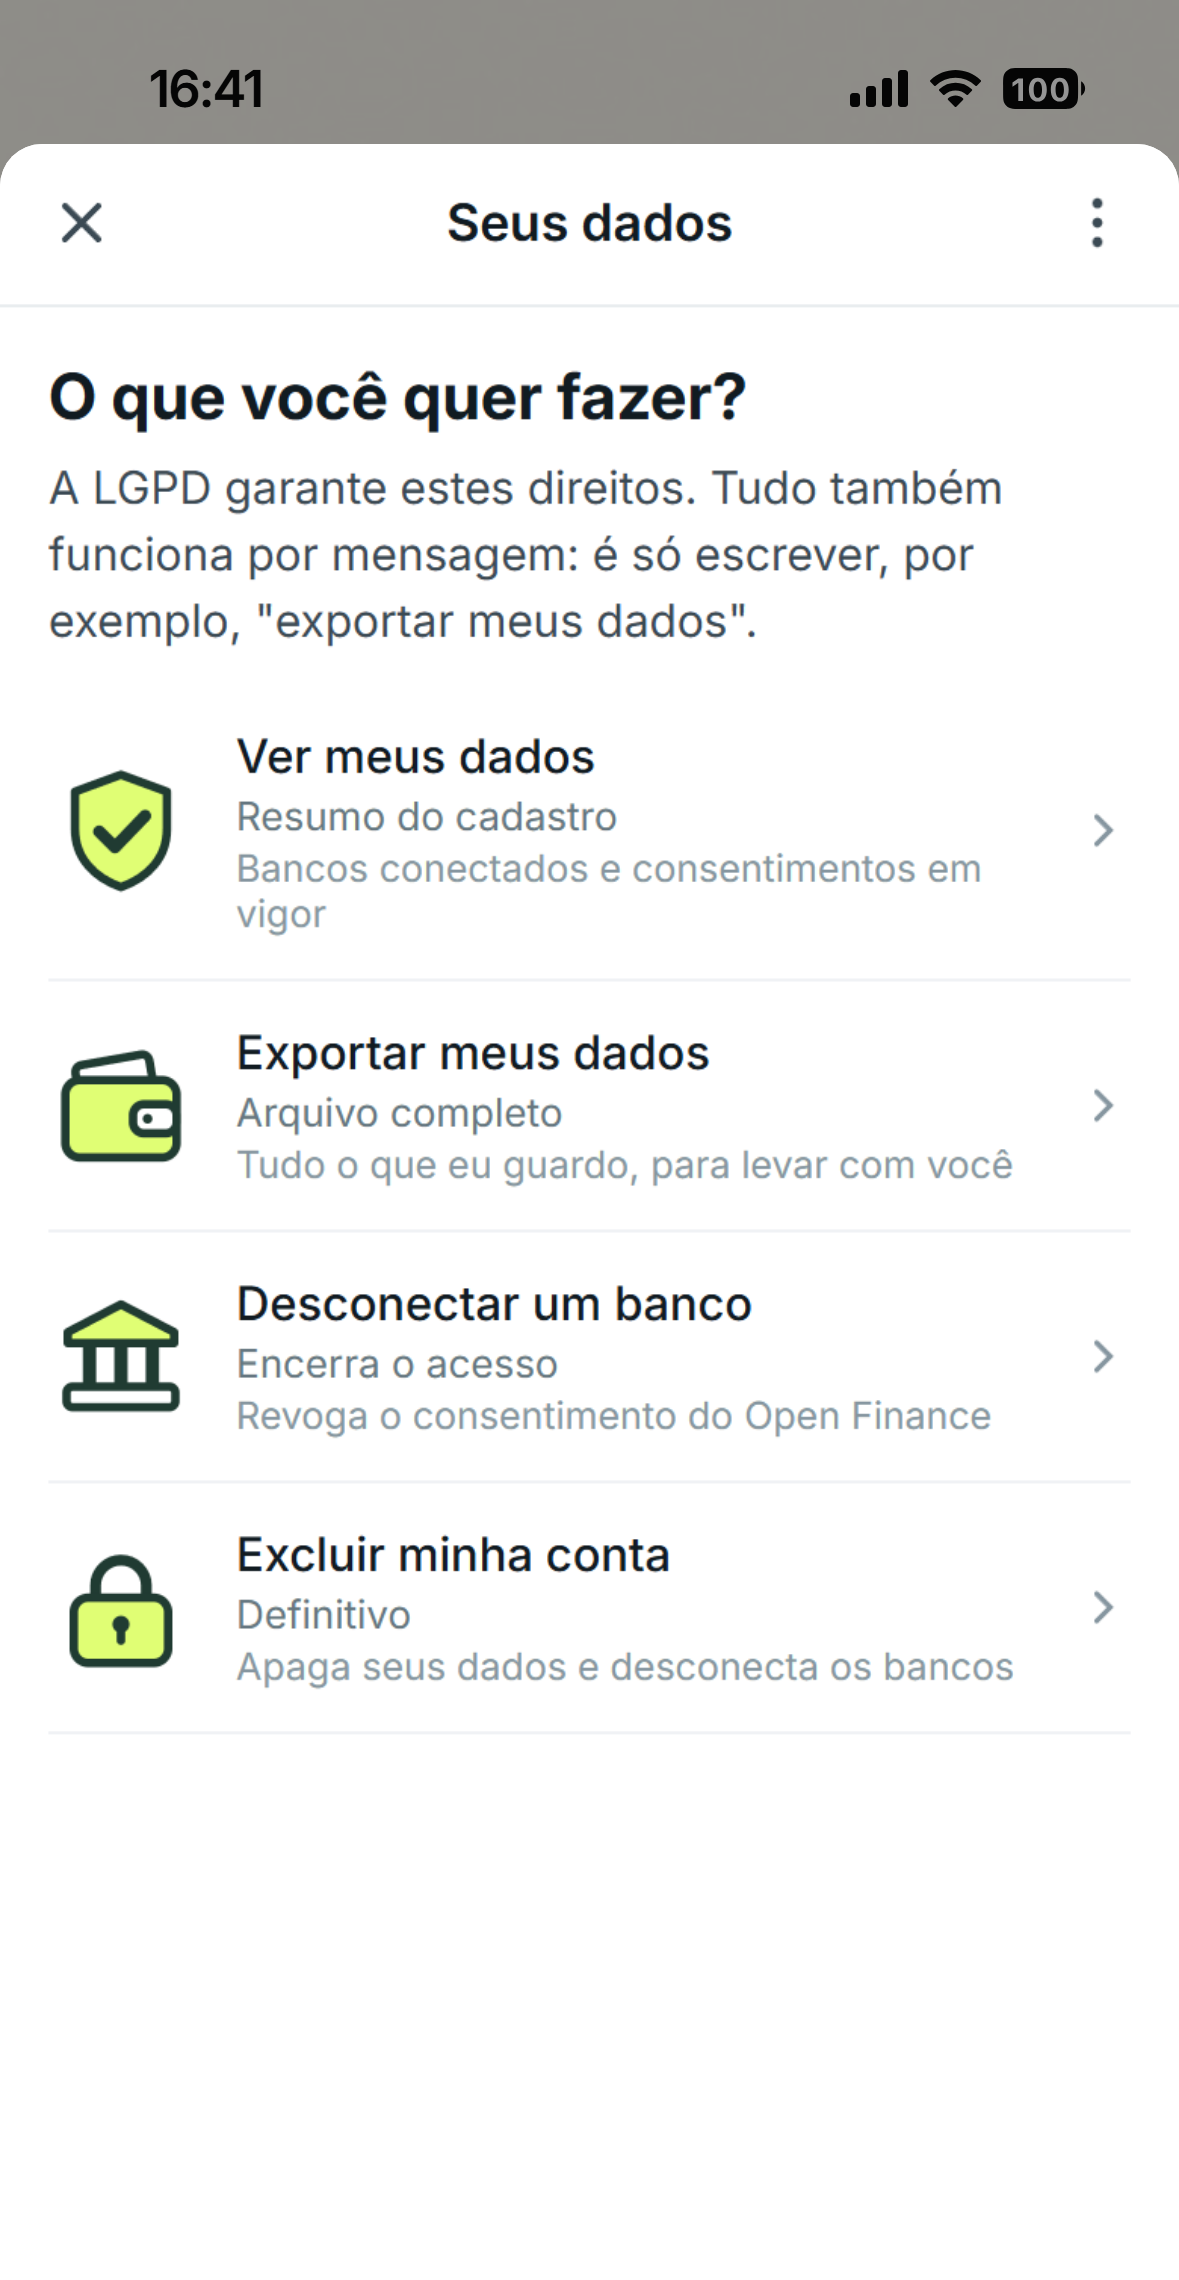 16:41
100
Seus dados
O que você quer fazer?
A LGPD garante estes direitos. Tudo também
funciona por mensagem: é só escrever, por
exemplo, "exportar meus dados".
Ver meus dados
Resumo do cadastro
Bancos conectados e consentimentos em
vigor
Exportar meus dados
Arquivo completo
Tudo o que eu guardo, para levar com você
Desconectar um banco
Encerra o acesso
Revoga o consentimento do Open Finance
Excluir minha conta
Definitivo
Apaga seus dados e desconecta os bancos